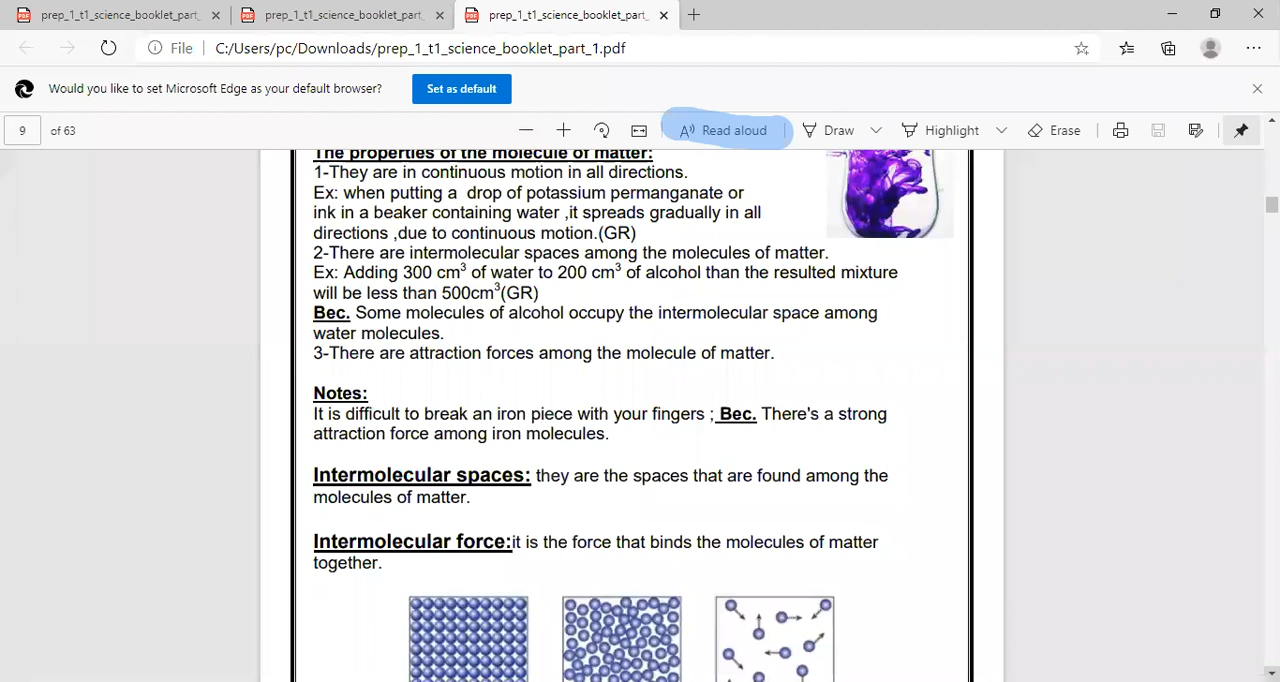 prep_1_t1_science_booklet_part_
prep_1_t1_science_booklet_part_
prep_1_t1_science_booklet_part_
File
C:/Users/pc/Downloads/prep_1_t1_science_booklet_part_1.pdf
Would you like to set Microsoft Edge as your default browser?
Set as default
9 of 63
Read aloud
Draw
Highlight
Erase
The properties of the molecule of matter:
1-They are in continuous motion in all directions.
Ex: when putting a drop of potassium permanganate or
ink in a beaker containing water ,it spreads gradually in all
directions ,due to continuous motion.(GR)
2-There are intermolecular spaces among the molecules of matter.
Ex: Adding 300 cm³ of water to 200 cm³ of alcohol than the resulted mixture
will be less than 500cm³(GR)
Bec. Some molecules of alcohol occupy the intermolecular space among
water molecules.
3-There are attraction forces among the molecule of matter.
Notes:
It is difficult to break an iron piece with your fingers ; Bec. There's a strong
attraction force among iron molecules.
Intermolecular spaces: they are the spaces that are found among the
molecules of matter.
Intermolecular force:it is the force that binds the molecules of matter
together.